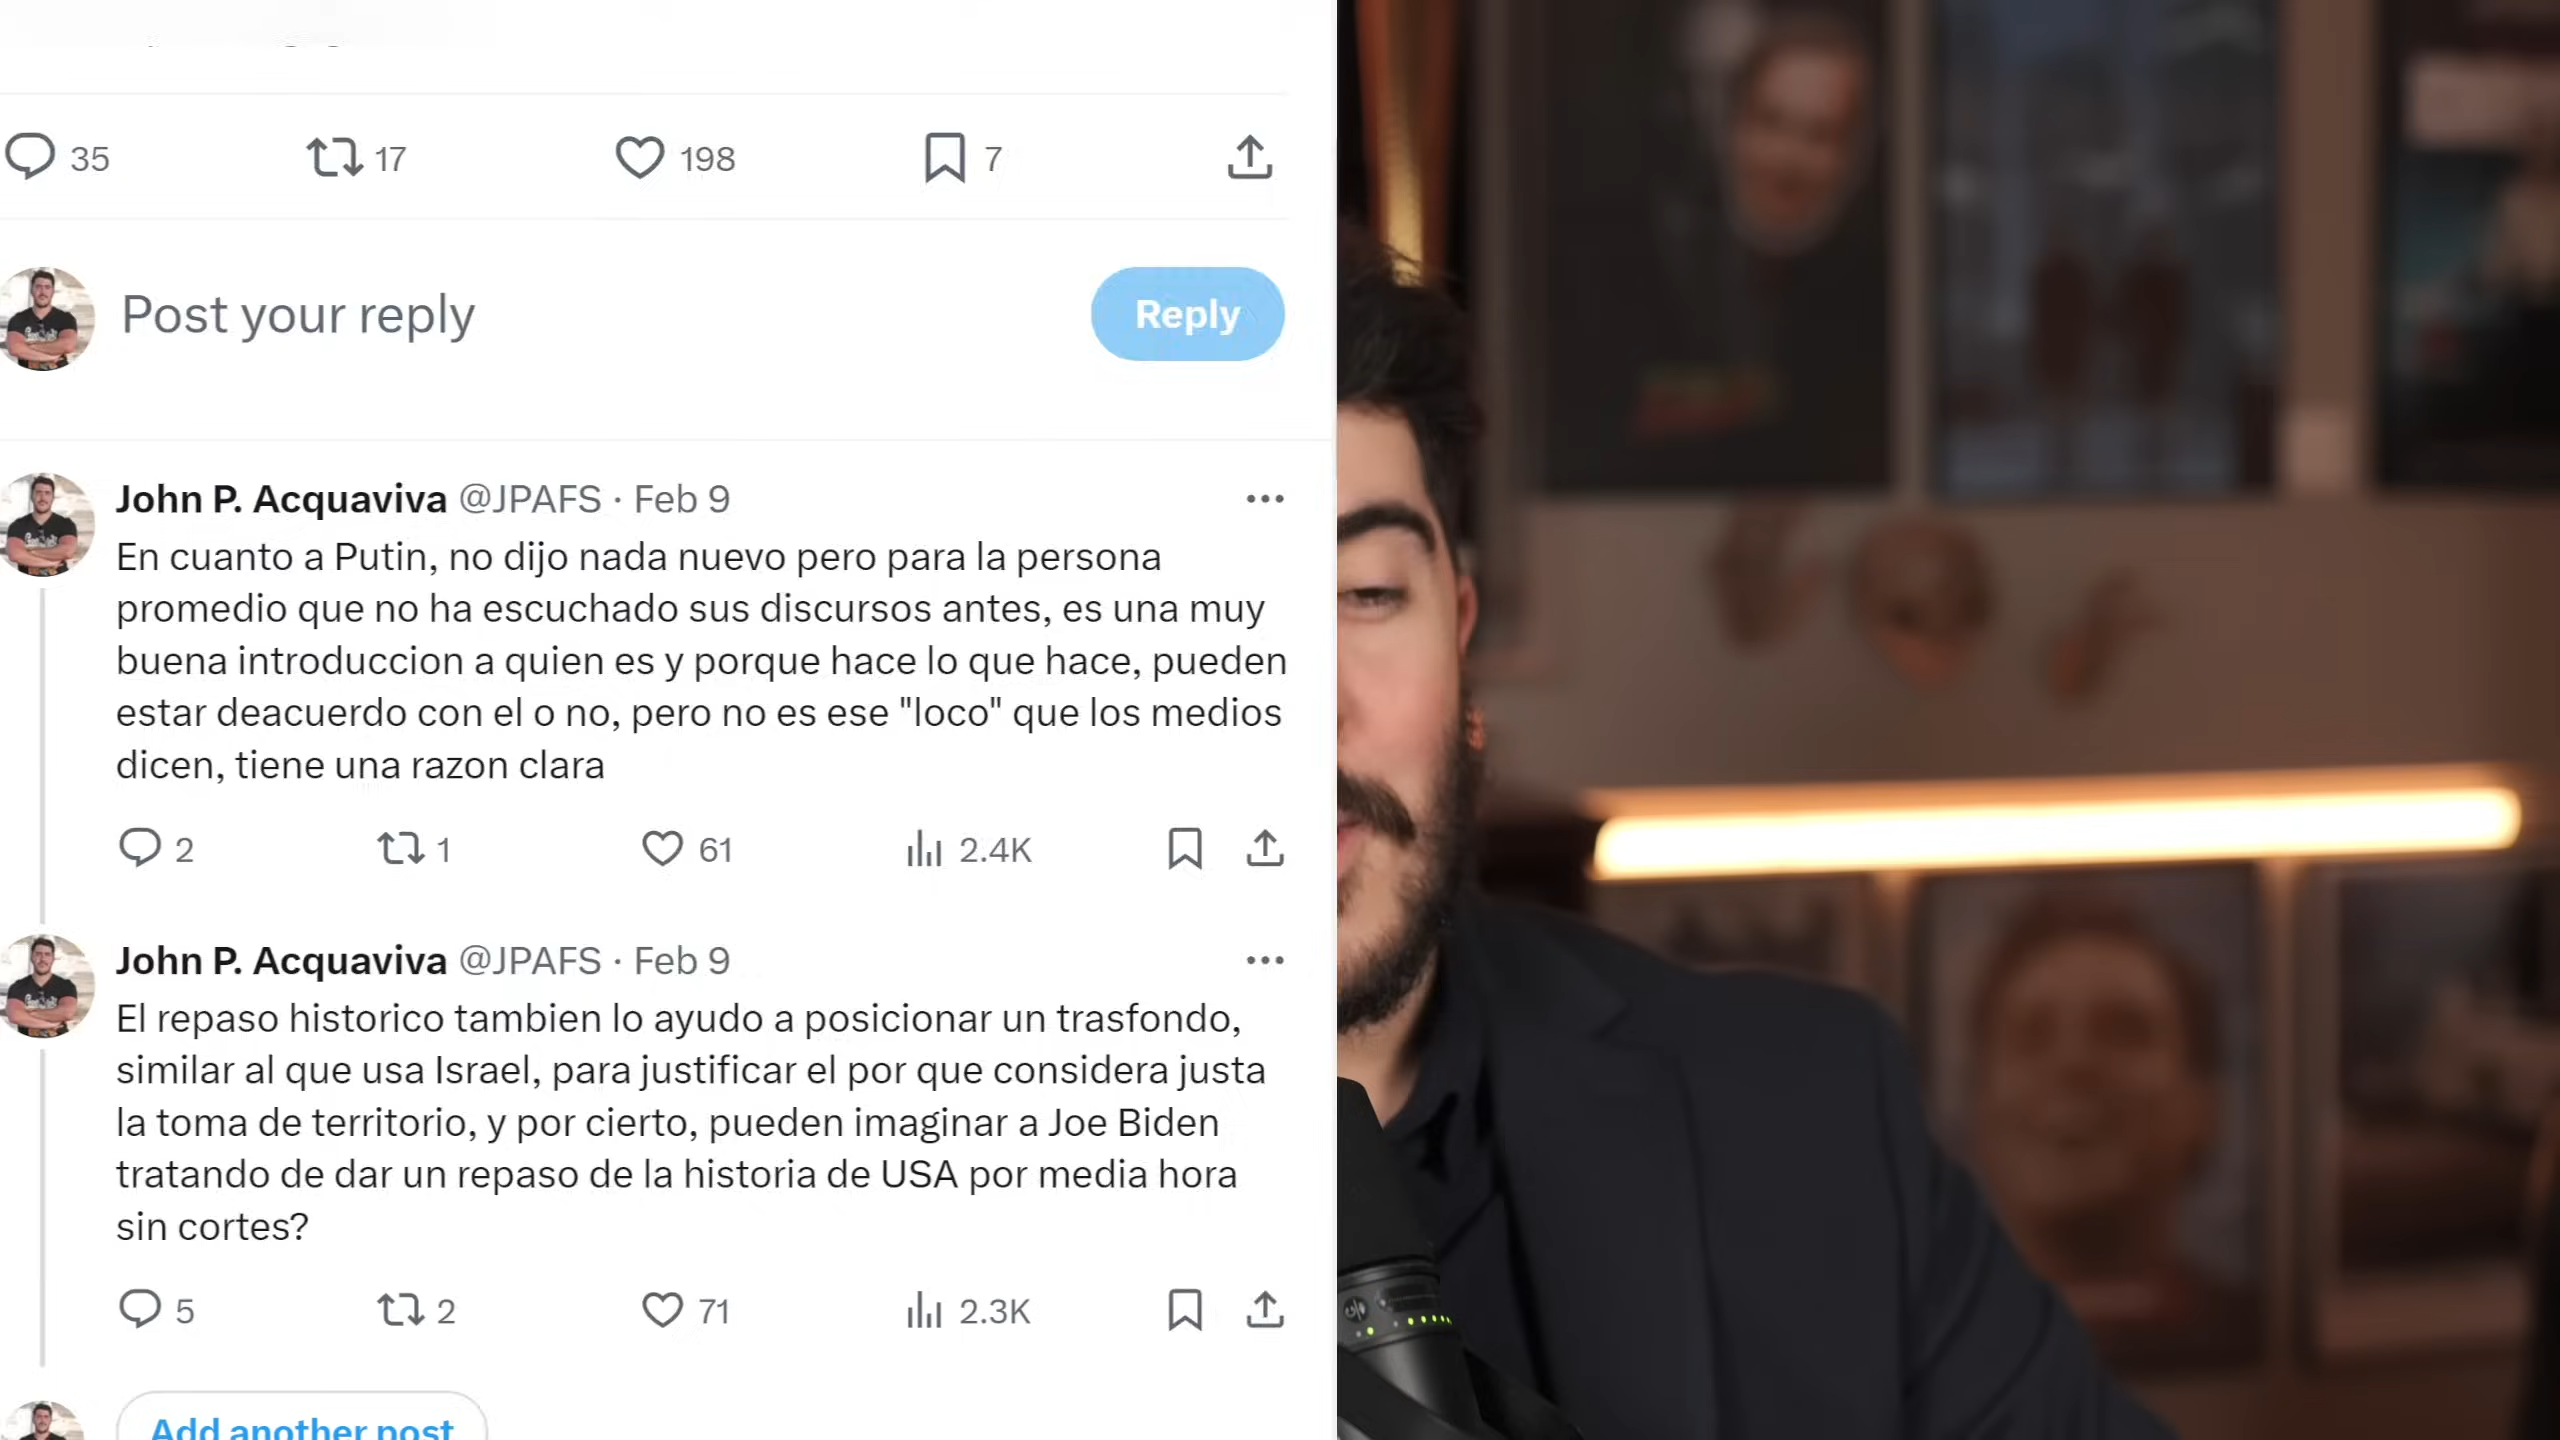 35 17 198 7
Post your reply Reply
John P. Acquaviva @JPAFS · Feb 9
En cuanto a Putin, no dijo nada nuevo pero para la persona
promedio que no ha escuchado sus discursos antes, es una muy
buena introduccion a quien es y porque hace lo que hace, pueden
estar deacuerdo con el o no, pero no es ese "loco" que los medios
dicen, tiene una razon clara
2 1 61 2.4K
John P. Acquaviva @JPAFS · Feb 9
El repaso historico tambien lo ayudo a posicionar un trasfondo,
similar al que usa Israel, para justificar el por que considera justa
la toma de territorio, y por cierto, pueden imaginar a Joe Biden
tratando de dar un repaso de la historia de USA por media hora
sin cortes?
5 2 71 2.3K
Add another post